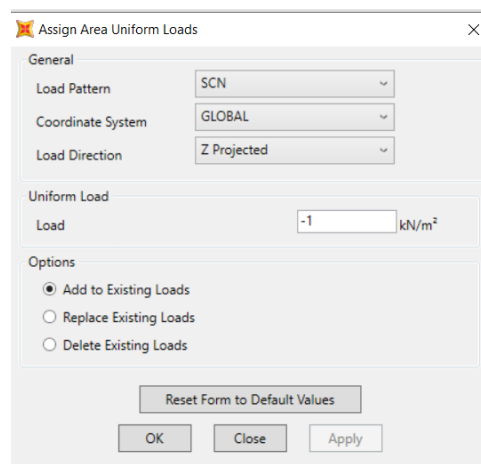 Assign Area Uniform Loads
General
Load Pattern SCN
Coordinate System GLOBAL
Load Direction Z Projected
Uniform Load
Load -1 kN/m²
Options
Add to Existing Loads
Replace Existing Loads
Delete Existing Loads
Reset Form to Default Values
OK Close Apply